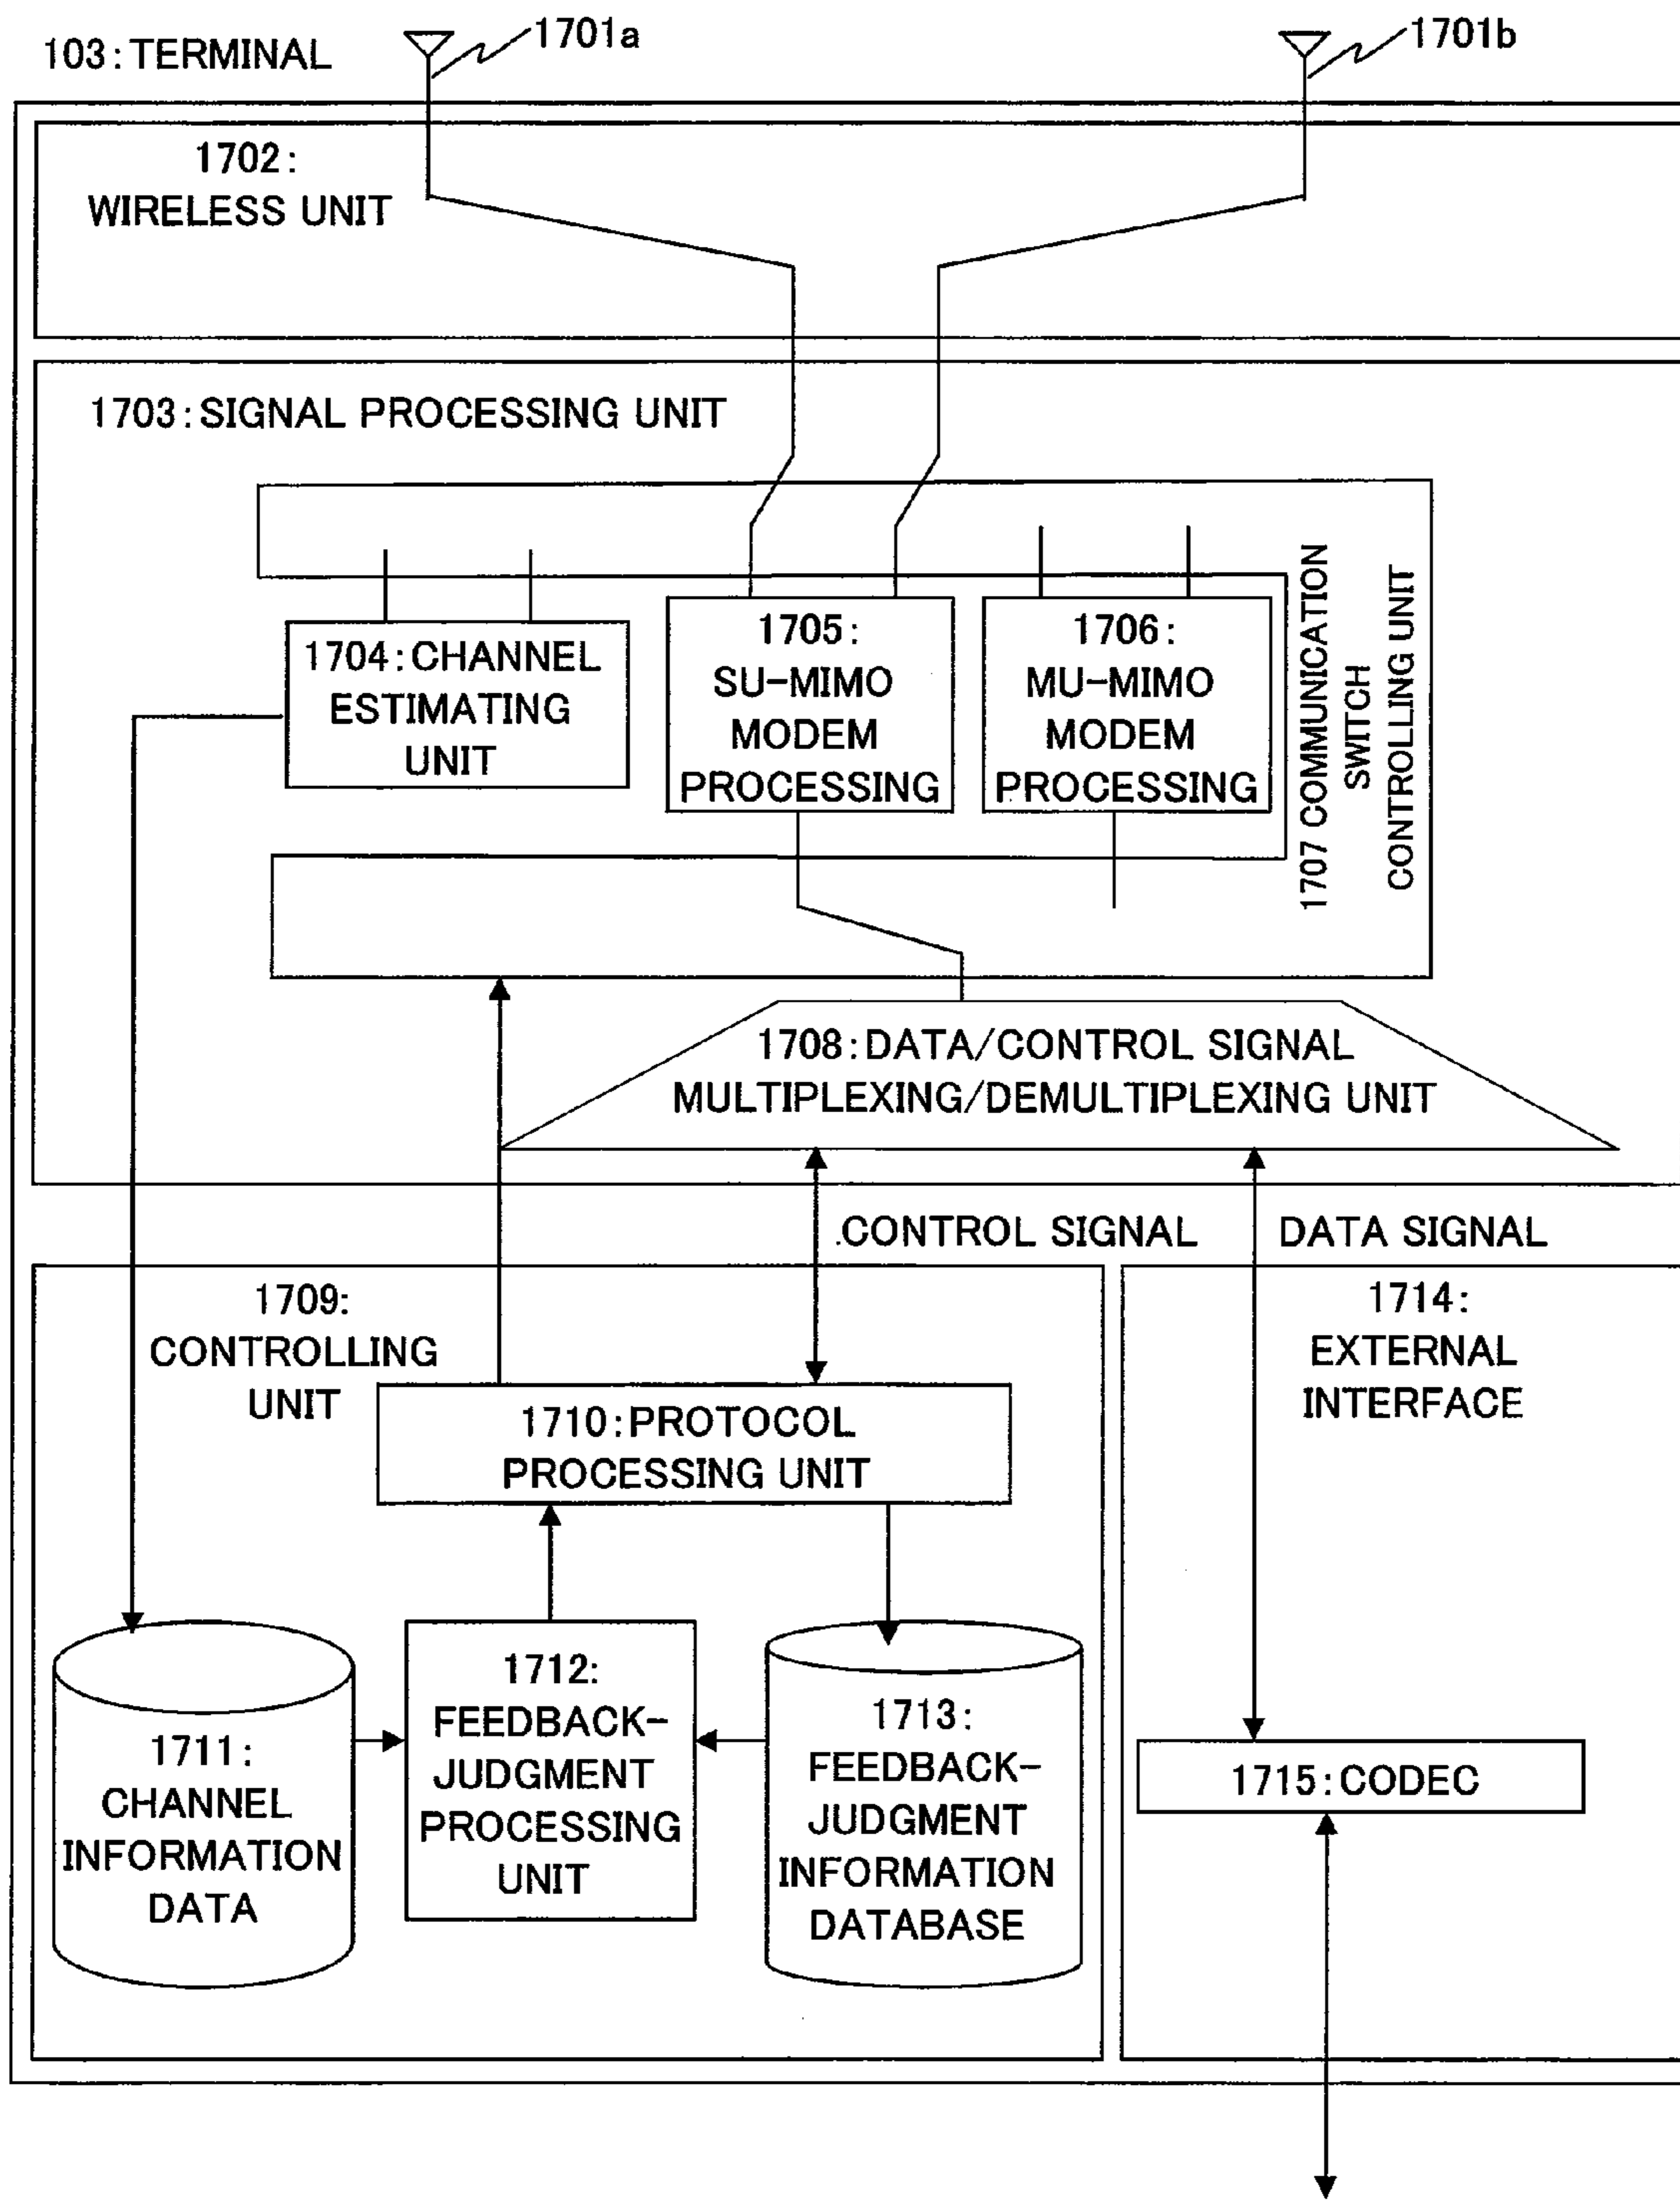 103:TERMINAL
1701a
1701b
1702:
WIRELESS UNIT
1703:SIGNAL PROCESSING UNIT
1704:CHANNEL
ESTIMATING
UNIT
1705:
SU-MIMO
MODEM
PROCESSING
1706:
MU-MIMO
MODEM
PROCESSING
1707 COMMUNICATION
SWITCH
CONTROLLING UNIT
1708:DATA/CONTROL SIGNAL
MULTIPLEXING/DEMULTIPLEXING UNIT
CONTROL SIGNAL
DATA SIGNAL
1709:
CONTROLLING
UNIT
1710:PROTOCOL
PROCESSING UNIT
1711:
CHANNEL
INFORMATION
DATA
1712:
FEEDBACK-
JUDGMENT
PROCESSING
UNIT
1713:
FEEDBACK-
JUDGMENT
INFORMATION
DATABASE
1714:
EXTERNAL
INTERFACE
1715:CODEC